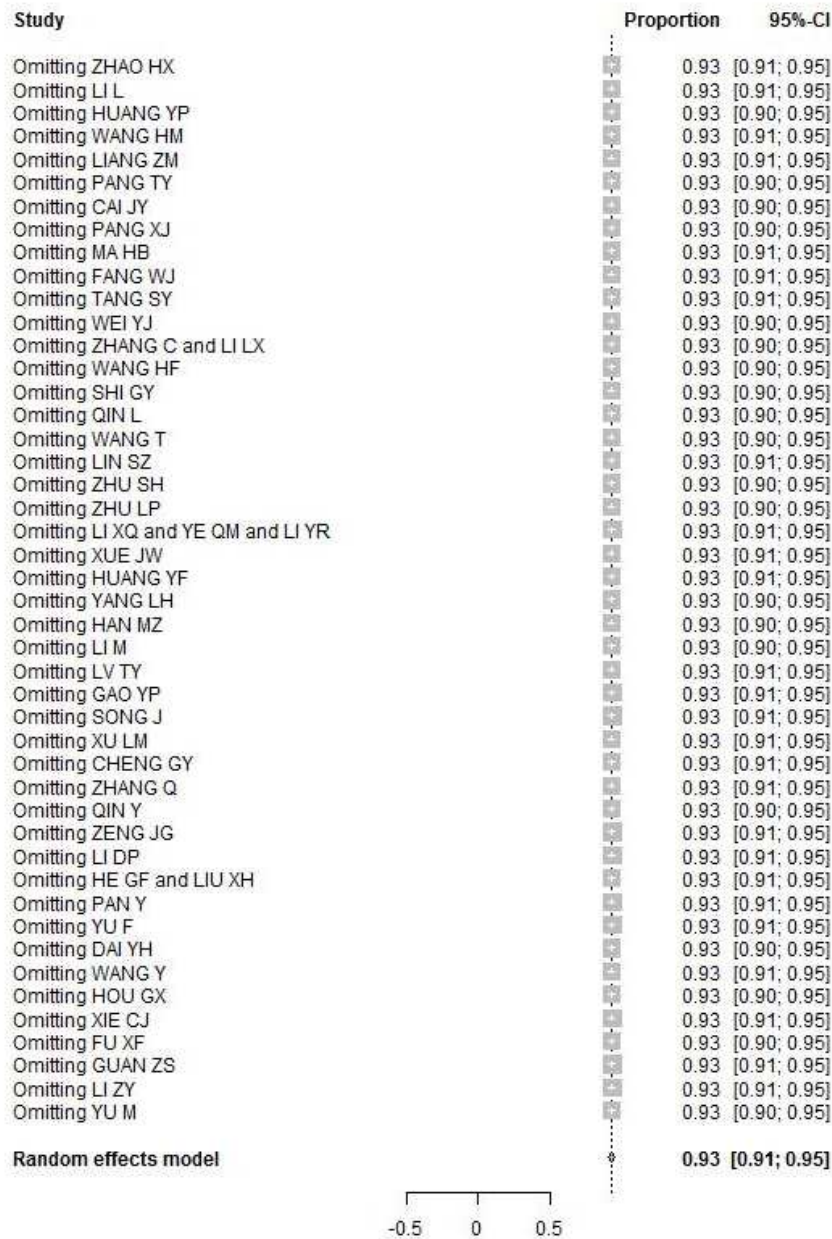 Study Proportion 95%-CI
Omitting ZHAO HX 0.93 [0.91; 0.95]
Omitting LI L 0.93 [0.91; 0.95]
Omitting HUANG YP 0.93 [0.90; 0.95]
Omitting WANG HM 0.93 [0.91; 0.95]
Omitting LIANG ZM 0.93 [0.91; 0.95]
Omitting PANG TY 0.93 [0.90; 0.95]
Omitting CAI JY 0.93 [0.90; 0.95]
Omitting PANG XJ 0.93 [0.90; 0.95]
Omitting MA HB 0.93 [0.91; 0.95]
Omitting FANG WJ 0.93 [0.91; 0.95]
Omitting TANG SY 0.93 [0.91; 0.95]
Omitting WEI YJ 0.93 [0.90; 0.95]
Omitting ZHANG C and LI LX 0.93 [0.90; 0.95]
Omitting WANG HF 0.93 [0.90; 0.95]
Omitting SHI GY 0.93 [0.90; 0.95]
Omitting QIN L 0.93 [0.90; 0.95]
Omitting WANG T 0.93 [0.90; 0.95]
Omitting LIN SZ 0.93 [0.91; 0.95]
Omitting ZHU SH 0.93 [0.90; 0.95]
Omitting ZHU LP 0.93 [0.90; 0.95]
Omitting LI XQ and YE QM and LI YR 0.93 [0.91; 0.95]
Omitting XUE JW 0.93 [0.91; 0.95]
Omitting HUANG YF 0.93 [0.91; 0.95]
Omitting YANG LH 0.93 [0.90; 0.95]
Omitting HAN MZ 0.93 [0.90; 0.95]
Omitting LI M 0.93 [0.90; 0.95]
Omitting LV TY 0.93 [0.91; 0.95]
Omitting GAO YP 0.93 [0.91; 0.95]
Omitting SONG J 0.93 [0.91; 0.95]
Omitting XU LM 0.93 [0.91; 0.95]
Omitting CHENG GY 0.93 [0.91; 0.95]
Omitting ZHANG Q 0.93 [0.91; 0.95]
Omitting QIN Y 0.93 [0.90; 0.95]
Omitting ZENG JG 0.93 [0.91; 0.95]
Omitting LI DP 0.93 [0.91; 0.95]
Omitting HE GF and LIU XH 0.93 [0.91; 0.95]
Omitting PAN Y 0.93 [0.91; 0.95]
Omitting YU F 0.93 [0.91; 0.95]
Omitting DAI YH 0.93 [0.90; 0.95]
Omitting WANG Y 0.93 [0.91; 0.95]
Omitting HOU GX 0.93 [0.90; 0.95]
Omitting XIE CJ 0.93 [0.91; 0.95]
Omitting FU XF 0.93 [0.90; 0.95]
Omitting GUAN ZS 0.93 [0.91; 0.95]
Omitting LI ZY 0.93 [0.91; 0.95]
Omitting YU M 0.93 [0.90; 0.95]
Random effects model 0.93 [0.91; 0.95]
-0.5 0 0.5